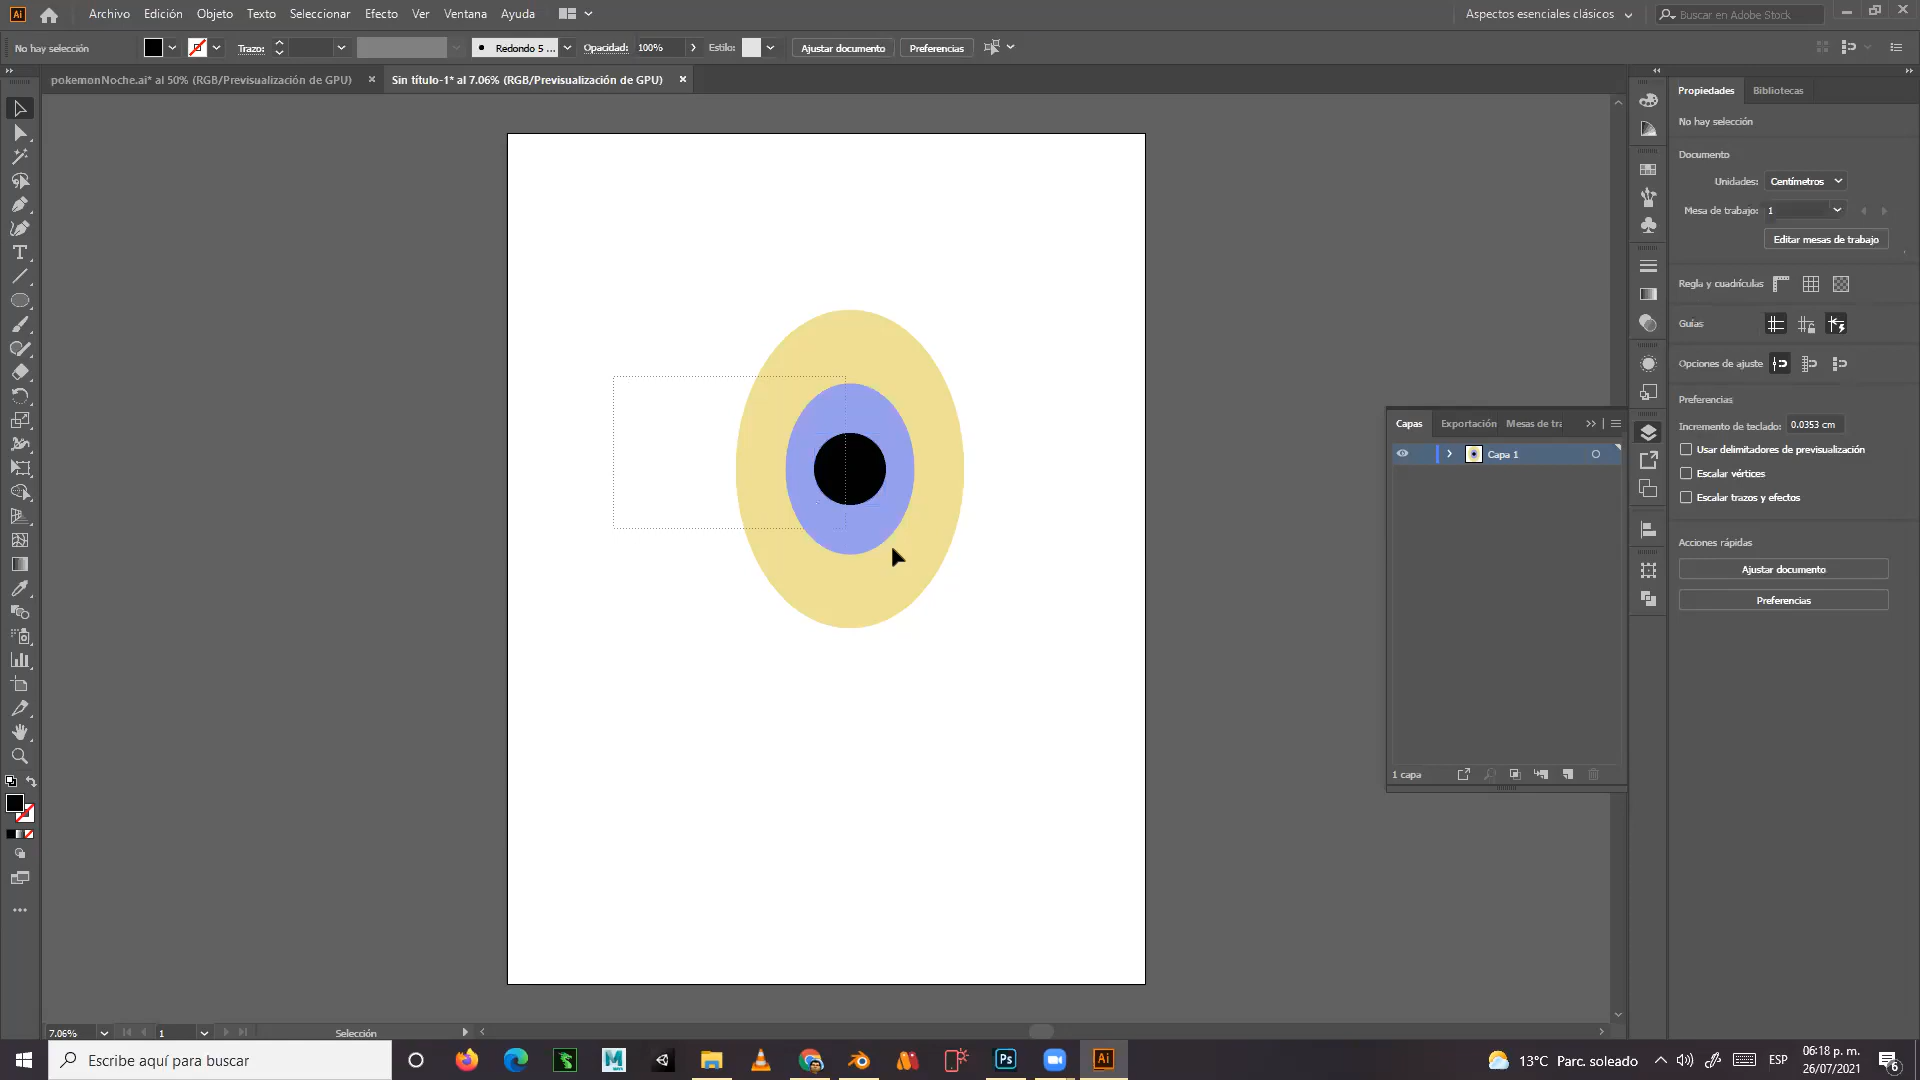 Ai Archivo Edición Objeto Texto Seleccionar Efecto Ver Ventana Ayuda Aspectos esenciales clásicos Buscar en Adobe Stock
No hay selección Trazo: Redondo 5 ... Opacidad: 100% Estilo: Ajustar documento Preferencias
pokemonNoche.ai* al 50% (RGB/Previsualización de GPU) Sin título-1* al 7.06% (RGB/Previsualización de GPU)
Propiedades Bibliotecas
No hay selección
Documento
Unidades: Centímetros
Mesa de trabajo: 1
Editar mesas de trabajo
Regla y cuadrículas
Guías
Opciones de ajuste
Preferencias
Incremento de teclado: 0.0353 cm
Usar delimitadores de previsualización
Escalar vértices
Escalar trazos y efectos
Acciones rápidas
Ajustar documento
Preferencias
Capas Exportación Mesas de tra
Capa 1
1 capa
7.06% 1 Selección
Escribe aquí para buscar
Ps Ai
13°C Parc. soleado ESP 06:18 p. m.
26/07/2021 6